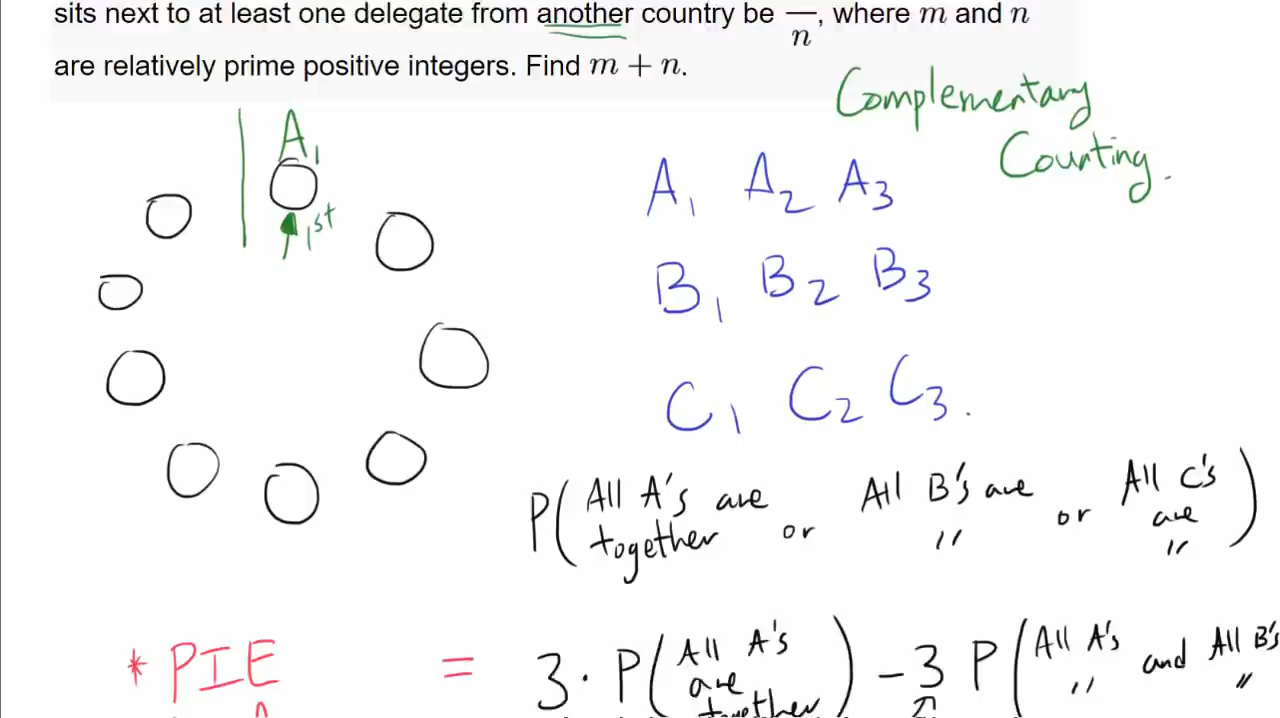 sits next to at least one delegate from another country be —/n, where m and n
are relatively prime positive integers. Find m + n.
Complementary
Counting.
A₁
1st
A₁ A₂ A₃
B₁ B₂ B₃
C₁ C₂ C₃.
P( All A's are together or All B's are " or All C's are " )
* PIE = 3 · P( All A's are together ) − 3 P( All A's " and All B's "